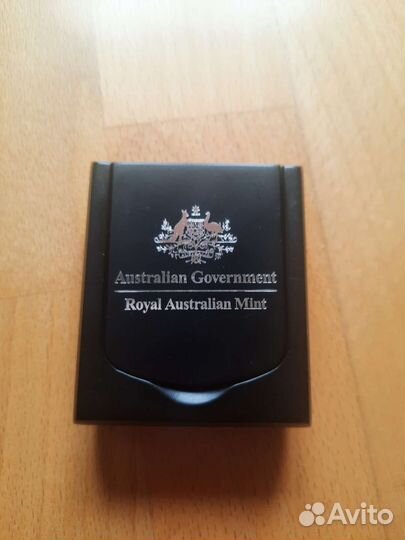 Australian Government
Royal Australian Mint
Avito